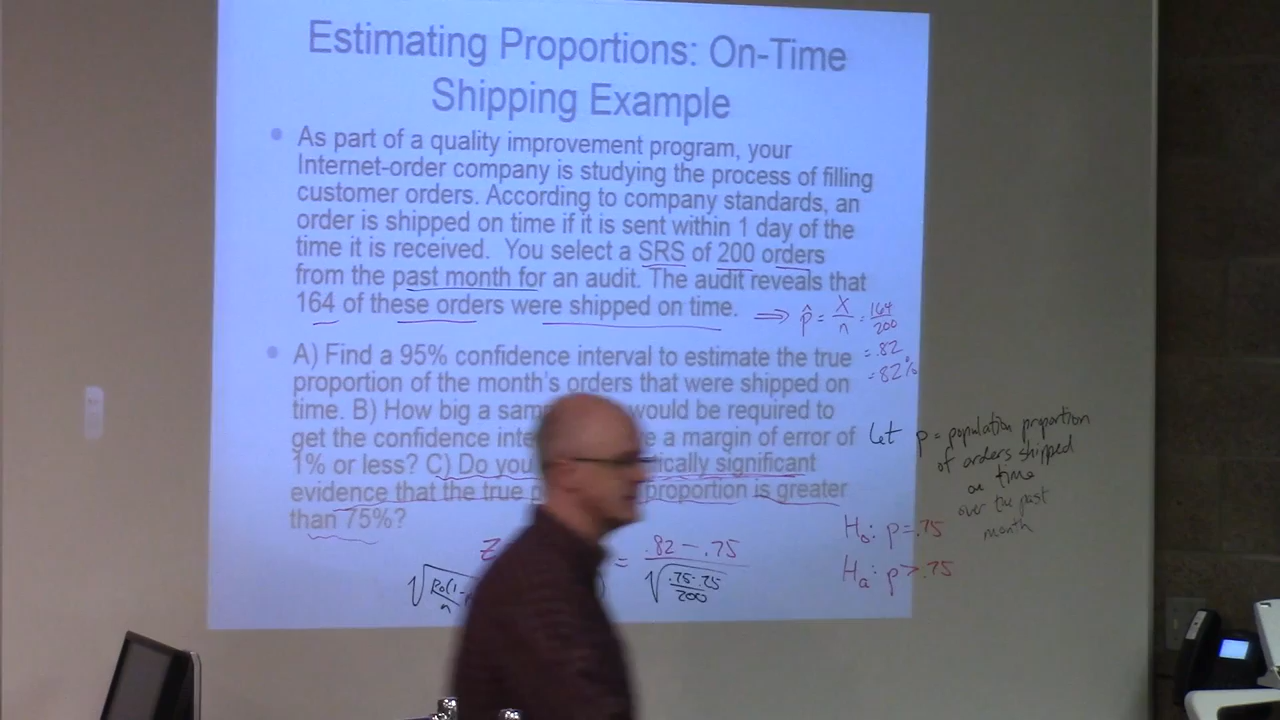 Estimating Proportions: On-Time
Shipping Example
• As part of a quality improvement program, your
Internet-order company is studying the process of filling
customer orders. According to company standards, an
order is shipped on time if it is sent within 1 day of the
time it is received. You select a SRS of 200 orders
from the past month for an audit. The audit reveals that
164 of these orders were shipped on time.
⟹ p̂ = X/n = 164/200
= .82
= 82%
• A) Find a 95% confidence interval to estimate the true
proportion of the month's orders that were shipped on
time. B) How big a would be required to
get the confidence a margin of error of
1% or less? C) Do you significant
evidence that the true proportion is greater
than 75%?
Let p = population proportion
of orders shipped
on time
over the past
month
H₀: p = .75
Hₐ: p > .75
Z = .82 - .75
√ n
√ .75 .25/200